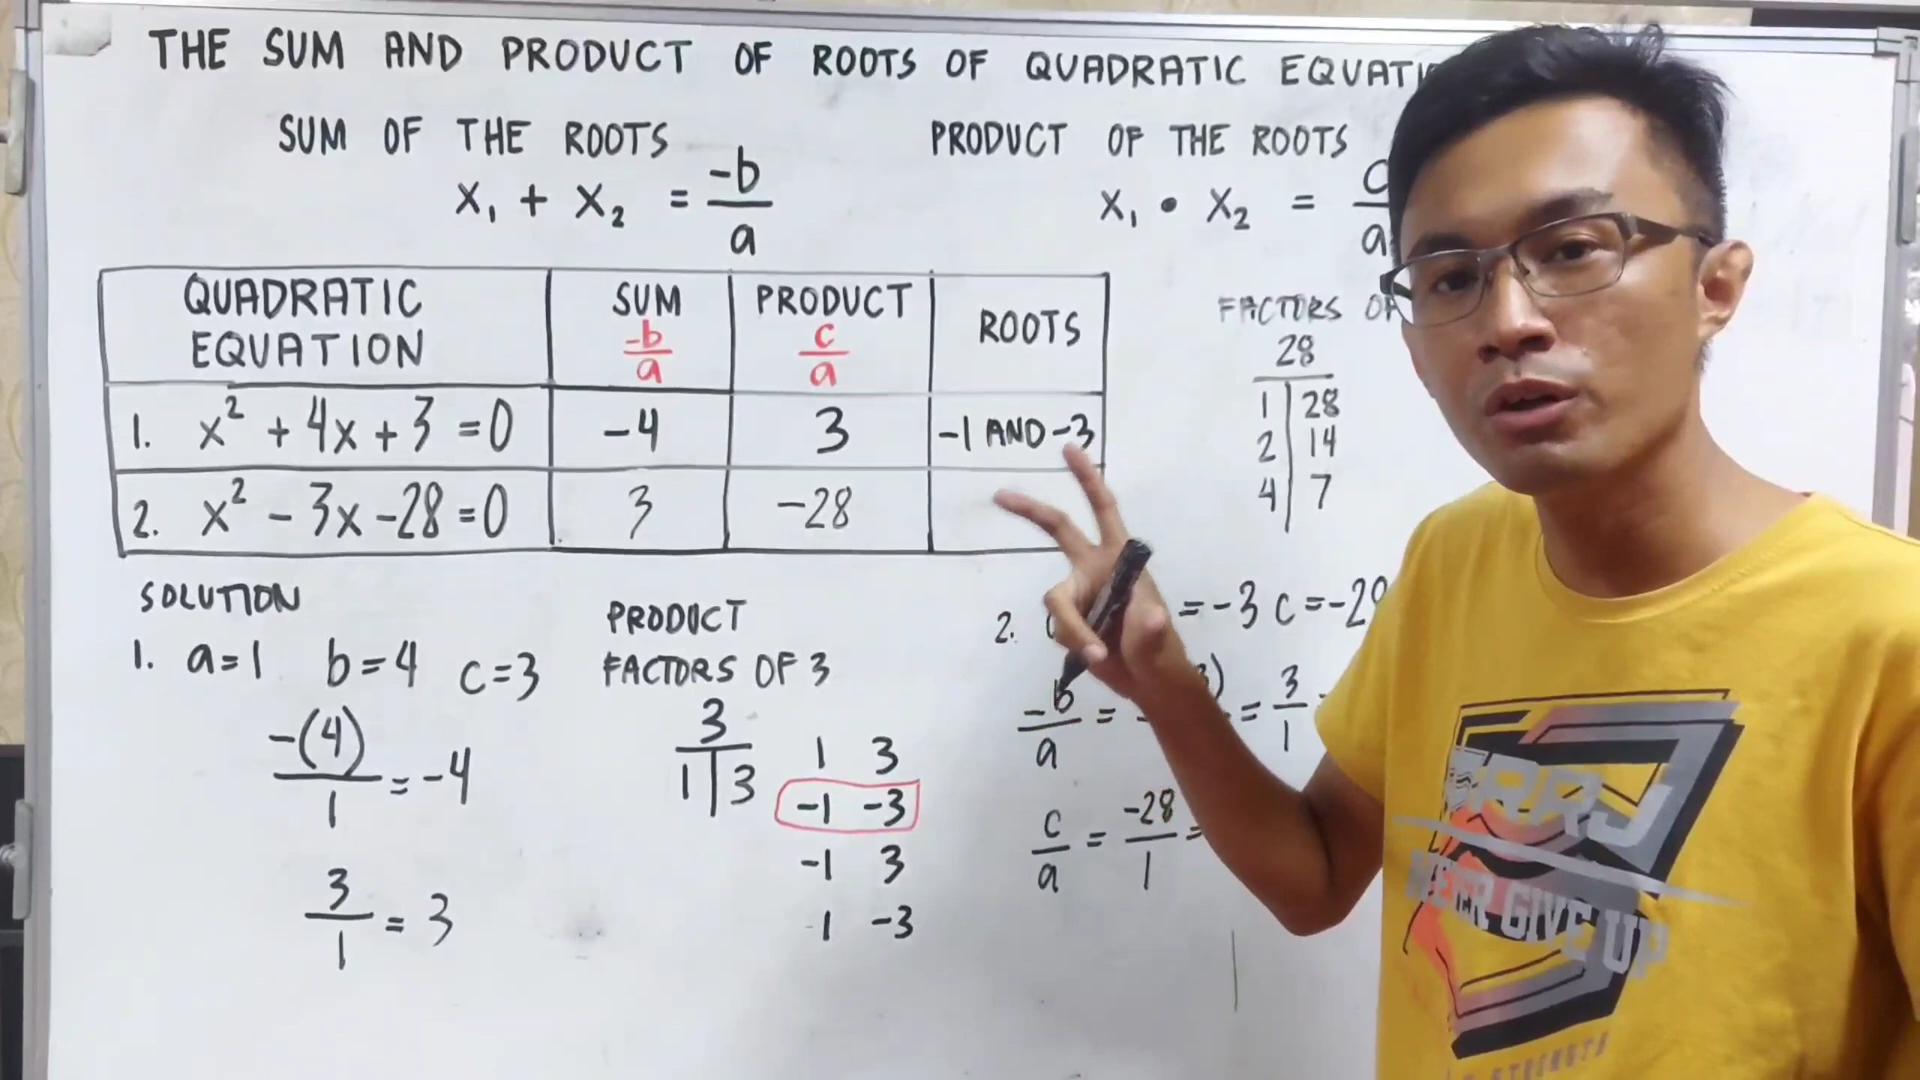 THE SUM AND PRODUCT OF ROOTS OF QUADRATIC
SUM OF THE ROOTS
x₁ + x₂ = -b/a
PRODUCT OF THE ROOTS
x₁ • x₂ = c/a
QUADRATIC EQUATION
SUM -b/a
PRODUCT c/a
ROOTS
1. x² + 4x + 3 = 0
-4
3
-1 AND -3
2. x² - 3x - 28 = 0
3
-28
FACTORS
28
1 | 28
2 | 14
4 | 7
SOLUTION
1. a=1 b=4 c=3
-(4)/1 = -4
3/1 = 3
PRODUCT
FACTORS OF 3
3
1 | 3
1 3
-1 -3
-1 3
1 -3
2. = -3 c = -28
-b/a = = 3/1
c/a = -28/1 =
NEVER GIVE UP